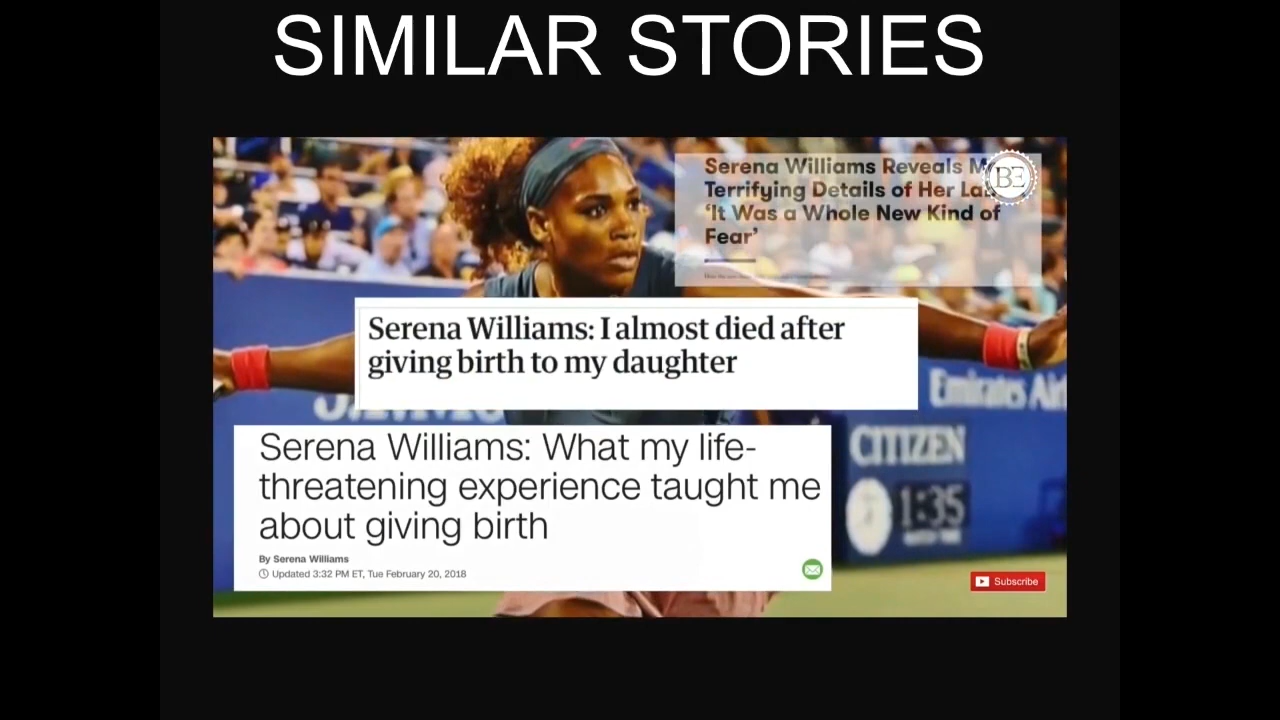 SIMILAR STORIES
Serena Williams Reveals
Terrifying Details of Her
BE
'It Was a Whole New Kind of
Fear'
Serena Williams: I almost died after
giving birth to my daughter
Emirates
Serena Williams: What my life-
threatening experience taught me
about giving birth
By Serena Williams
Updated 3:32 PM ET, Tue February 20, 2018
CITIZEN
1:35
Subscribe